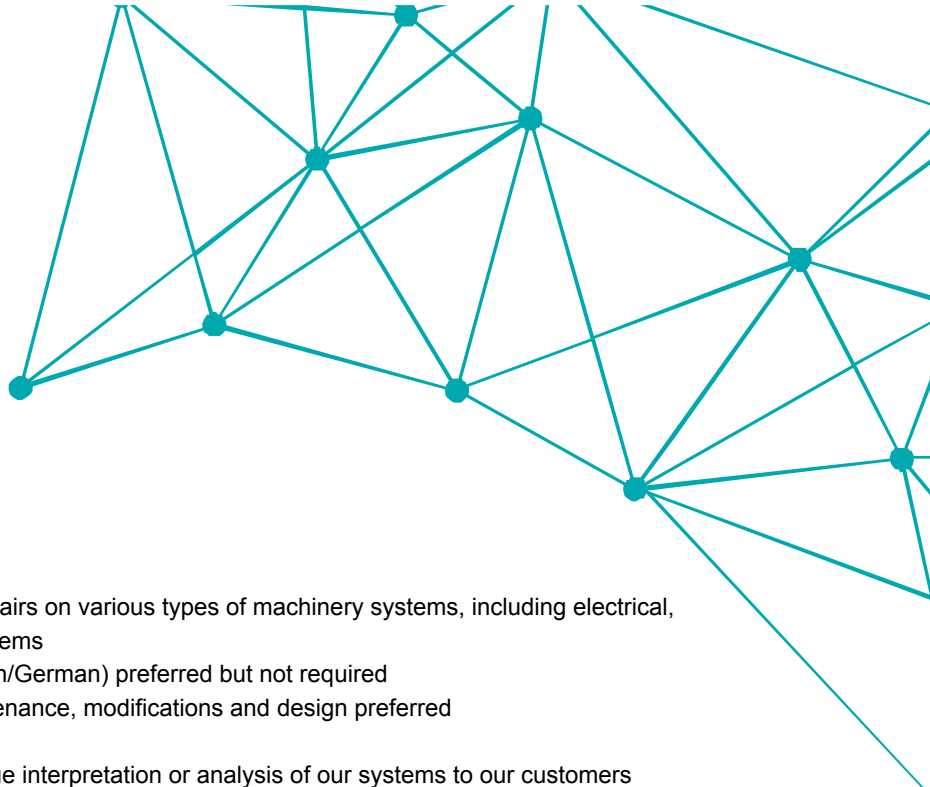 airs on various types of machinery systems, including electrical,
ems
/German) preferred but not required
enance, modifications and design preferred
ue interpretation or analysis of our systems to our customers